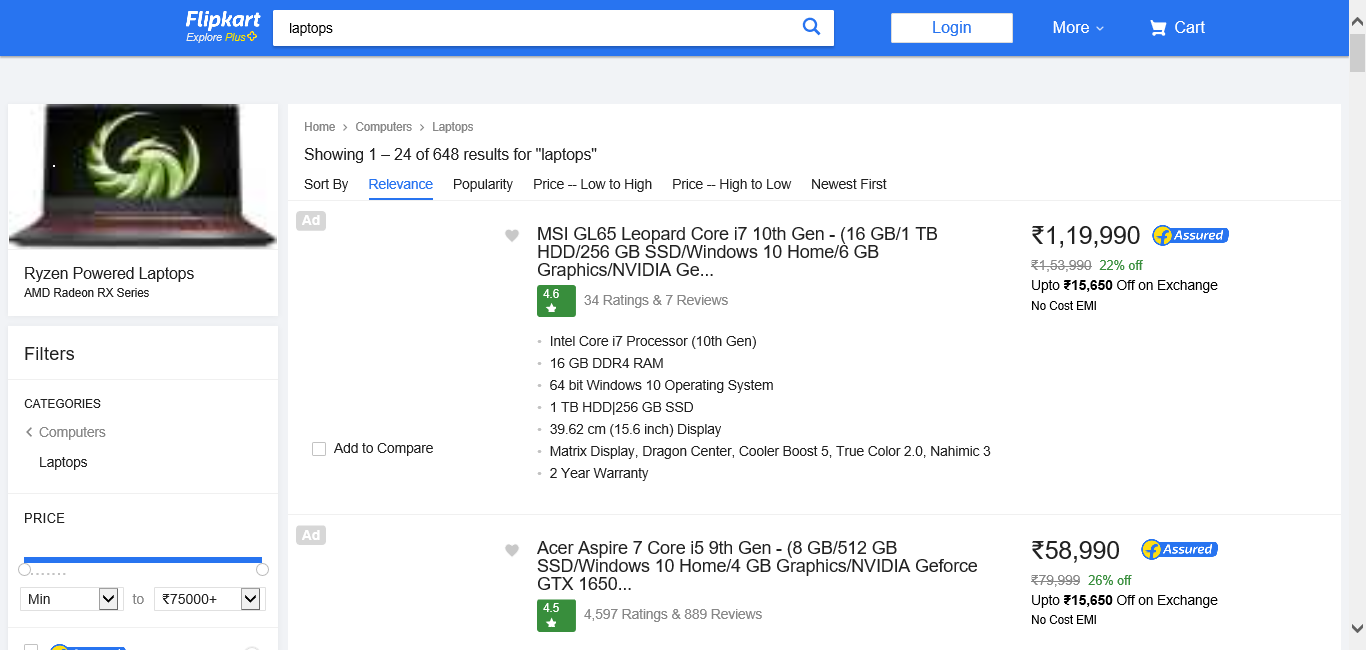 Flipkart
Explore Plus
laptops
Login
More
Cart
Ryzen Powered Laptops
AMD Radeon RX Series
Filters
CATEGORIES
Computers
Laptops
PRICE
Min
to
₹75000+
Home
Computers
Laptops
Showing 1 – 24 of 648 results for "laptops"
Sort By
Relevance
Popularity
Price -- Low to High
Price -- High to Low
Newest First
Ad
MSI GL65 Leopard Core i7 10th Gen - (16 GB/1 TB
HDD/256 GB SSD/Windows 10 Home/6 GB
Graphics/NVIDIA Ge...
4.6
34 Ratings & 7 Reviews
Intel Core i7 Processor (10th Gen)
16 GB DDR4 RAM
64 bit Windows 10 Operating System
1 TB HDD|256 GB SSD
39.62 cm (15.6 inch) Display
Matrix Display, Dragon Center, Cooler Boost 5, True Color 2.0, Nahimic 3
2 Year Warranty
Add to Compare
₹1,19,990
Assured
₹1,53,990 22% off
Upto ₹15,650 Off on Exchange
No Cost EMI
Ad
Acer Aspire 7 Core i5 9th Gen - (8 GB/512 GB
SSD/Windows 10 Home/4 GB Graphics/NVIDIA Geforce
GTX 1650...
4.5
4,597 Ratings & 889 Reviews
₹58,990
Assured
₹79,999 26% off
Upto ₹15,650 Off on Exchange
No Cost EMI